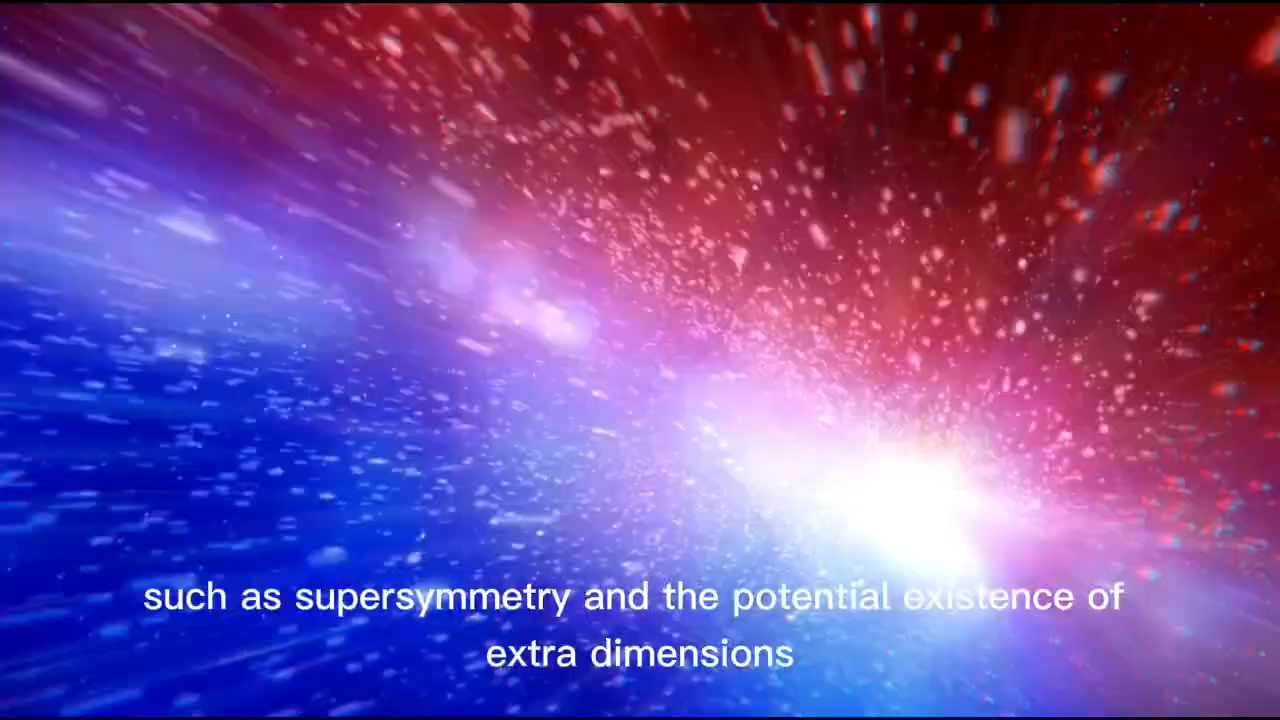 such as supersymmetry and the potential existence of
extra dimensions